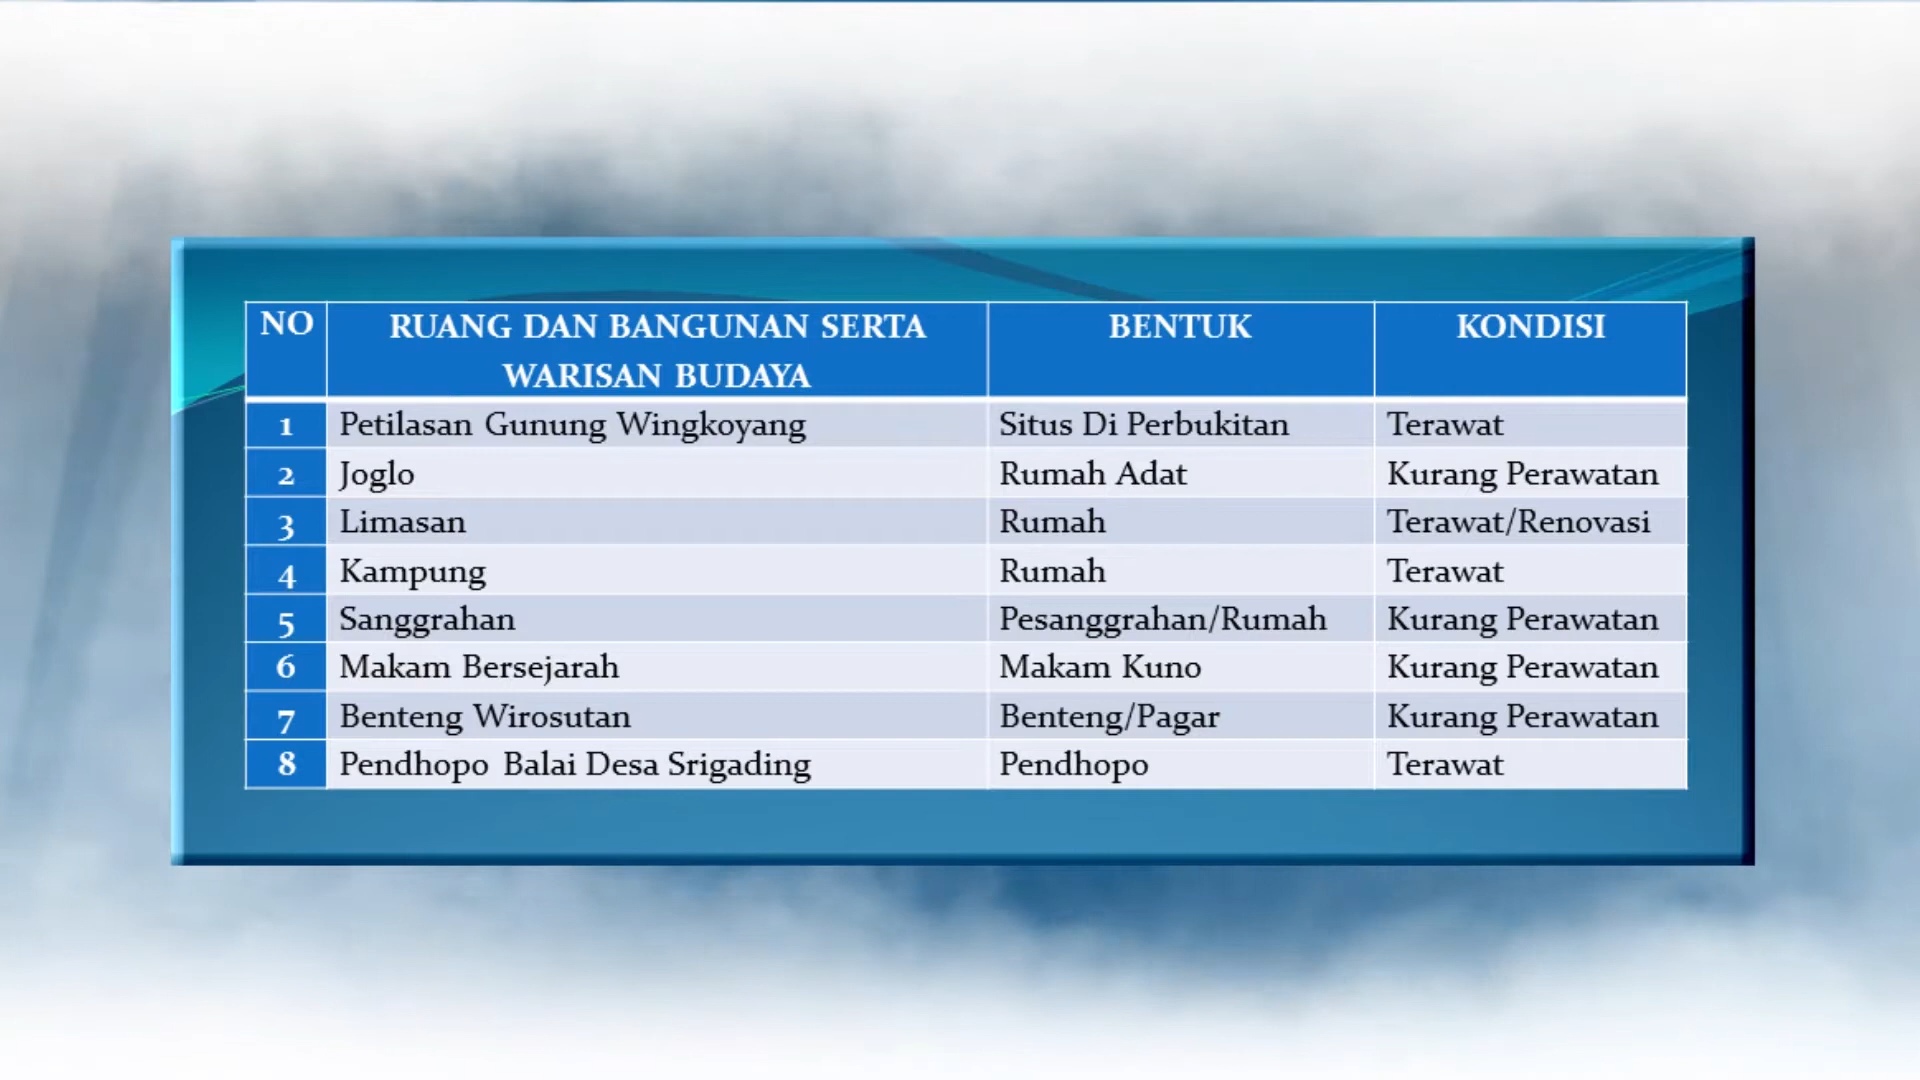 NO RUANG DAN BANGUNAN SERTA WARISAN BUDAYA BENTUK KONDISI
1 Petilasan Gunung Wingkoyang Situs Di Perbukitan Terawat
2 Joglo Rumah Adat Kurang Perawatan
3 Limasan Rumah Terawat/Renovasi
4 Kampung Rumah Terawat
5 Sanggrahan Pesanggrahan/Rumah Kurang Perawatan
6 Makam Bersejarah Makam Kuno Kurang Perawatan
7 Benteng Wirosutan Benteng/Pagar Kurang Perawatan
8 Pendhopo Balai Desa Srigading Pendhopo Terawat